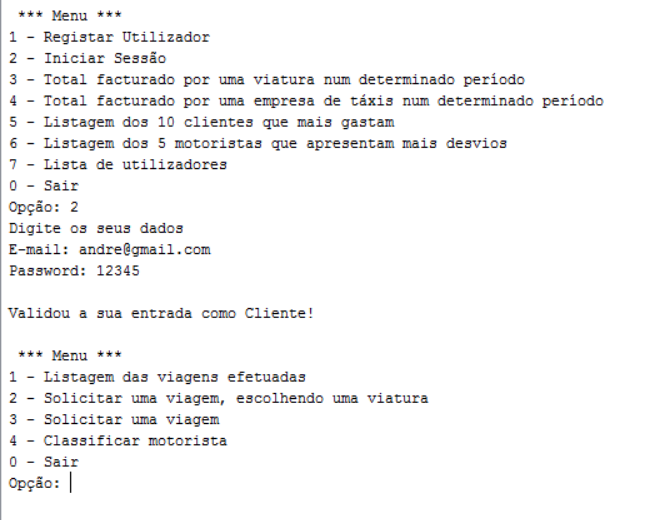 *** Menu ***
1 - Registar Utilizador
2 - Iniciar Sessão
3 - Total facturado por uma viatura num determinado período
4 - Total facturado por uma empresa de táxis num determinado período
5 - Listagem dos 10 clientes que mais gastam
6 - Listagem dos 5 motoristas que apresentam mais desvios
7 - Lista de utilizadores
0 - Sair
Opção: 2
Digite os seus dados
E-mail: andre@gmail.com
Password: 12345
Validou a sua entrada como Cliente!
*** Menu ***
1 - Listagem das viagens efetuadas
2 - Solicitar uma viagem, escolhendo uma viatura
3 - Solicitar uma viagem
4 - Classificar motorista
0 - Sair
Opção: